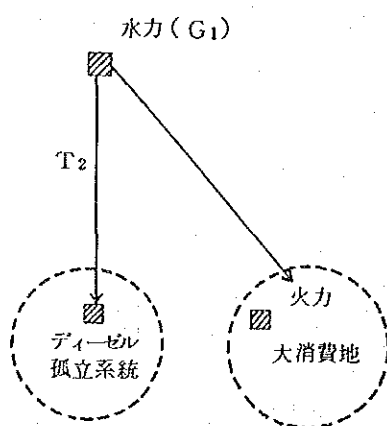 水力(G1)
T2
火力
ディーゼル
孤立系統
大消費地